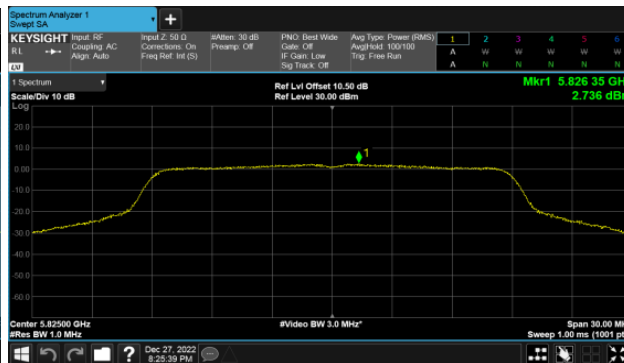 Spectrum Analyzer 1
Swept SA
+
KEYSIGHT Input: RF Input Z: 50 Ω #Atten: 30 dB PNO: Best Wide Avg Type: Power (RMS) 1 2 3 4 5 6
RL Coupling: AC Corrections: On Preamp: Off Gate: Off Avg|Hold: 100/100 A W W W W W
Align: Auto Freq Ref: Int (S) IF Gain: Low Trig: Free Run
Sig Track: Off A N N N N N
LXI
1 Spectrum
Ref Lvl Offset 10.50 dB Mkr1 5.826 35 GH
Scale/Div 10 dB Ref Level 30.00 dBm 2.736 dB
Log
20.0
10.0
1
0.00
-10.0
-20.0
-30.0
-40.0
-50.0
-60.0
Center 5.82500 GHz #Video BW 3.0 MHz* Span 30.00 M
#Res BW 1.0 MHz Sweep 1.00 ms (1001 pt
? Dec 27, 2022
8:25:39 PM